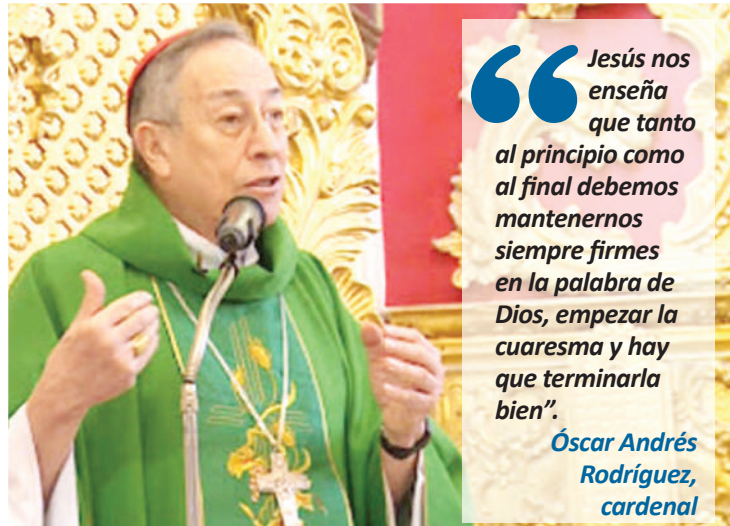 “Jesús nos
enseña
que tanto
al principio como
al final debemos
mantenernos
siempre firmes
en la palabra de
Dios, empezar la
cuaresma y hay
que terminarla
bien”.
Óscar Andrés
Rodríguez,
cardenal